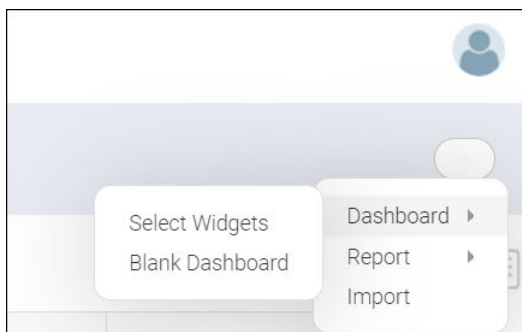 Select Widgets
Blank Dashboard
Dashboard
Report
Import